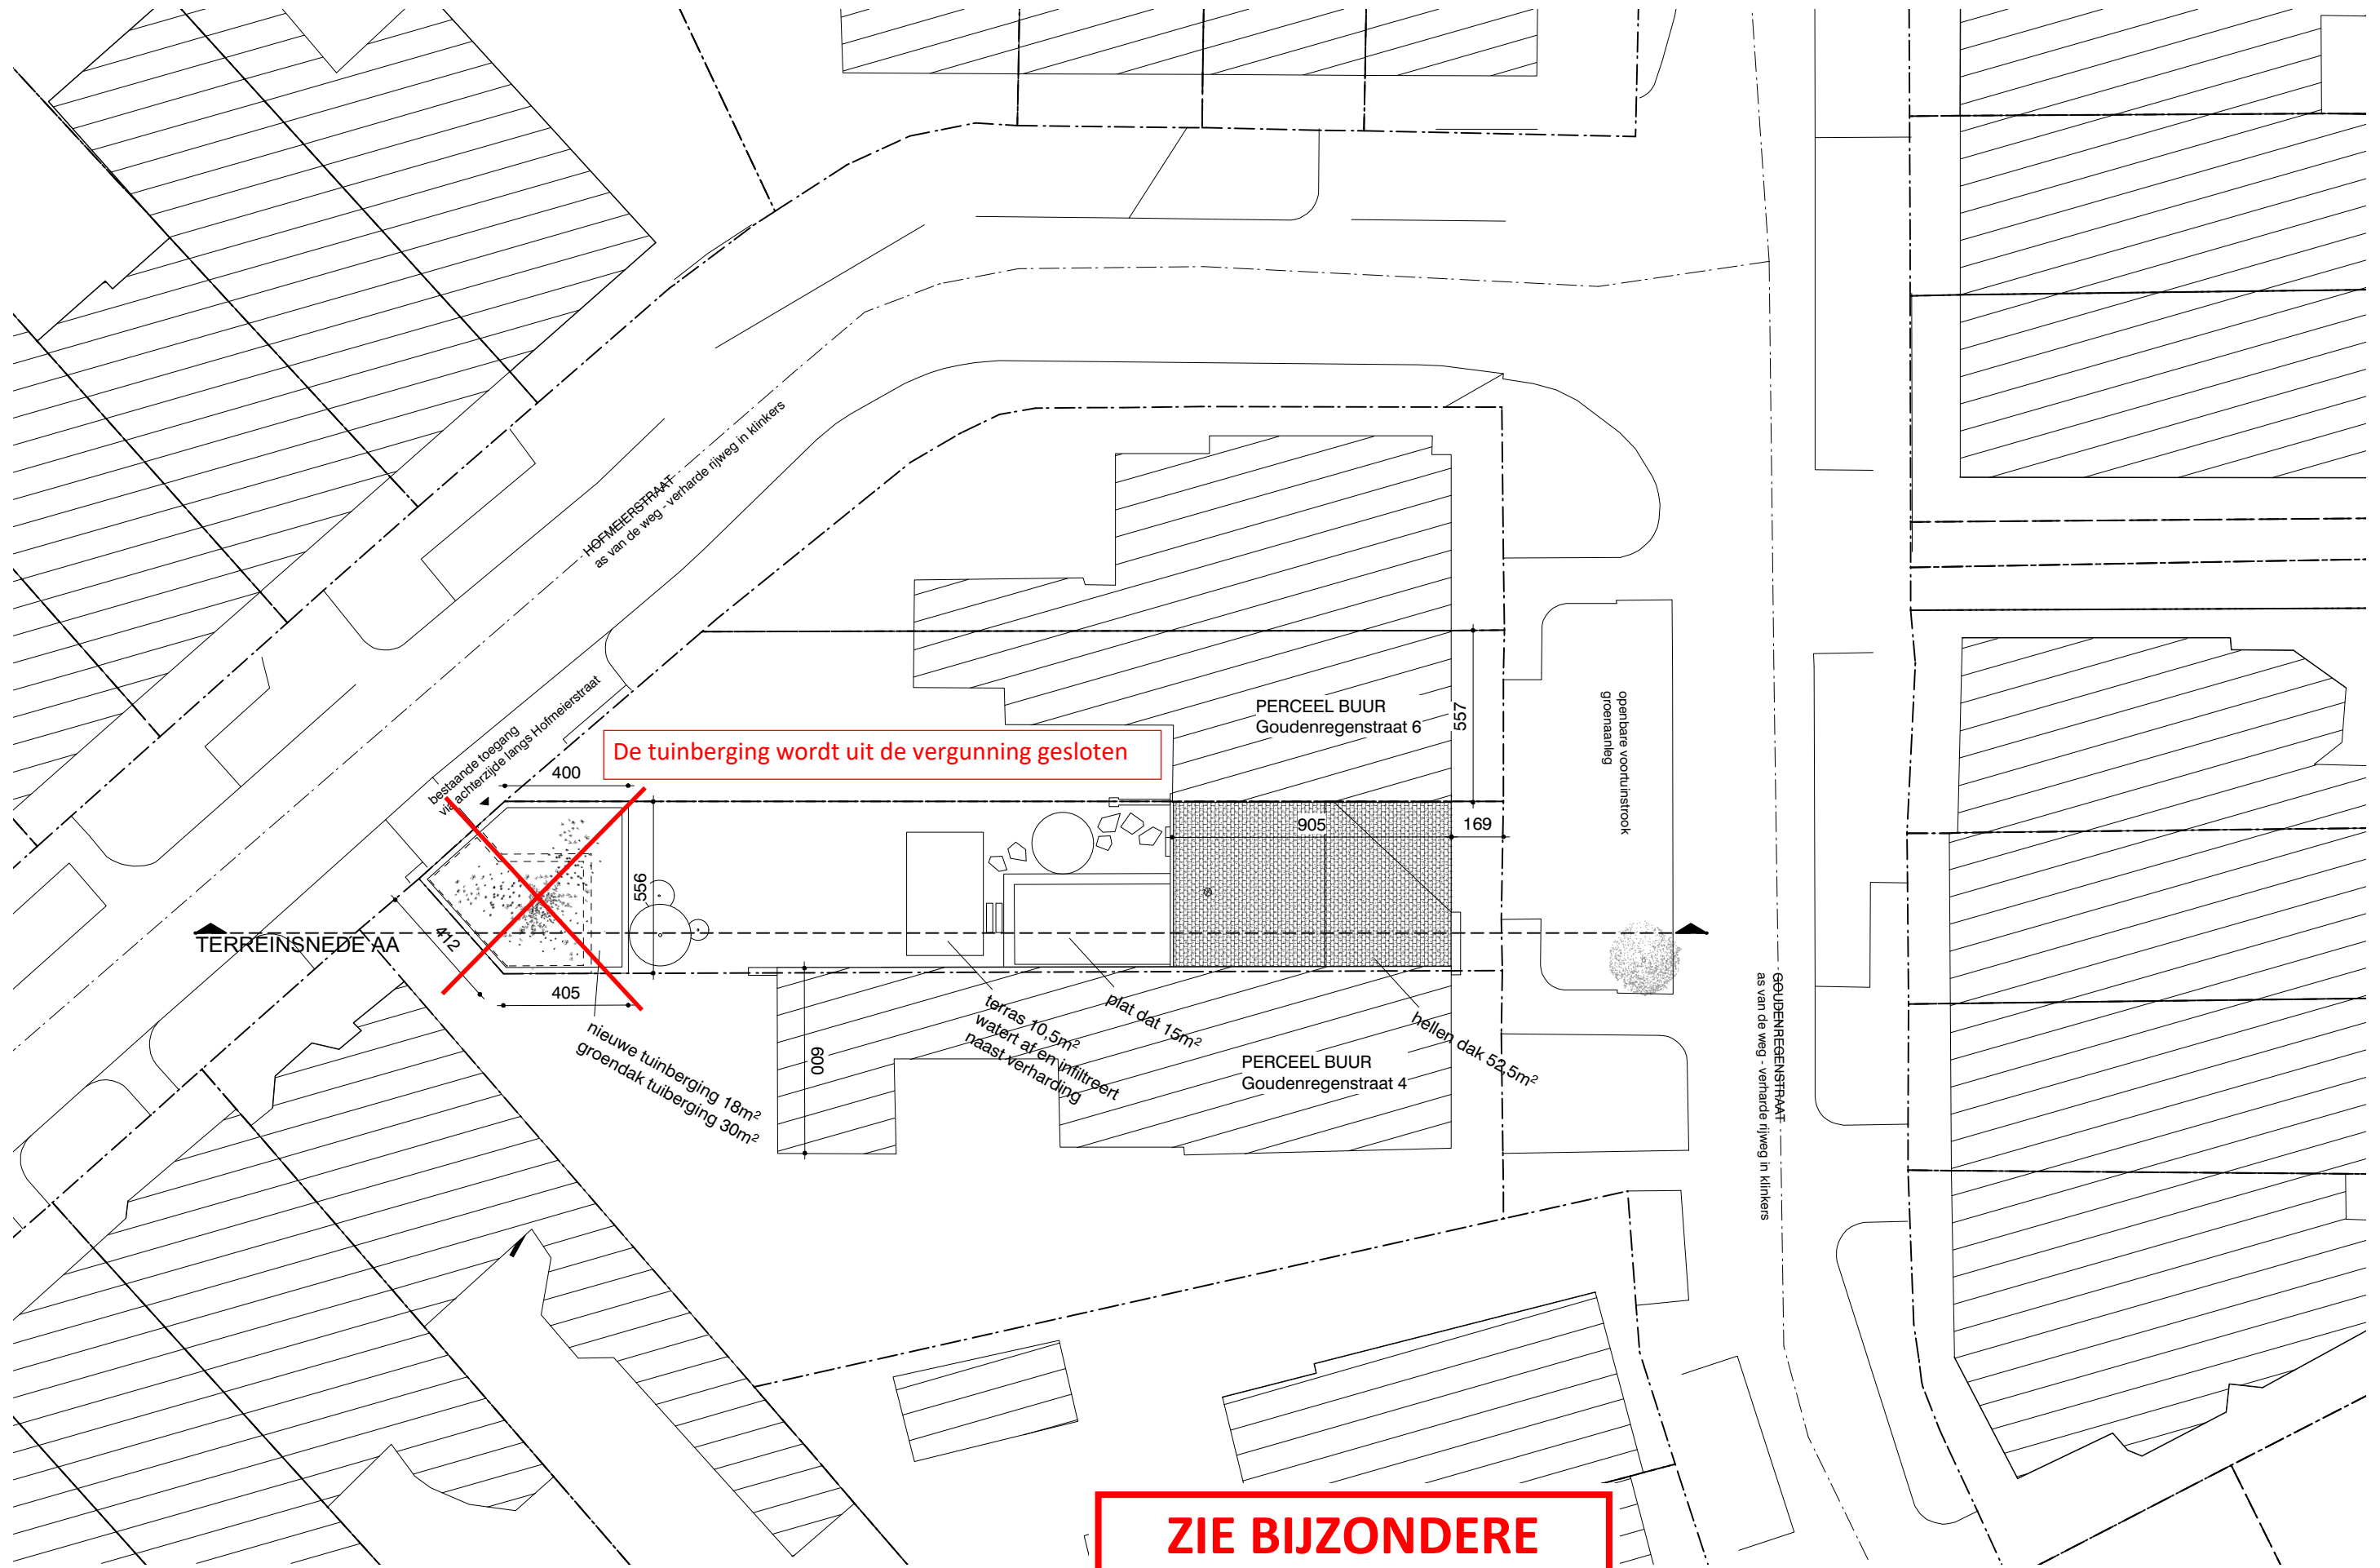 HOFMEIERSTRAAT
as van de weg - verharde rijweg in klinkers
bestaande toegang
via achterzijde langs Hofmeierstraat
De tuinberging wordt uit de vergunning gesloten
400
556
412
405
TERREINSNEDE AA
nieuwe tuinberging 18m²
groendak tuiberging 30m²
PERCEEL BUUR
Goudenregenstraat 6
557
905
169
openbare voortuinstrook
groenaanleg
terras 10,5m²
watert af en infiltreert
naast verharding
plat dat 15m²
hellen dak 52,5m²
600
PERCEEL BUUR
Goudenregenstraat 4
GOUDENREGENSTRAAT
as van de weg - verharde rijweg in klinkers
ZIE BIJZONDERE